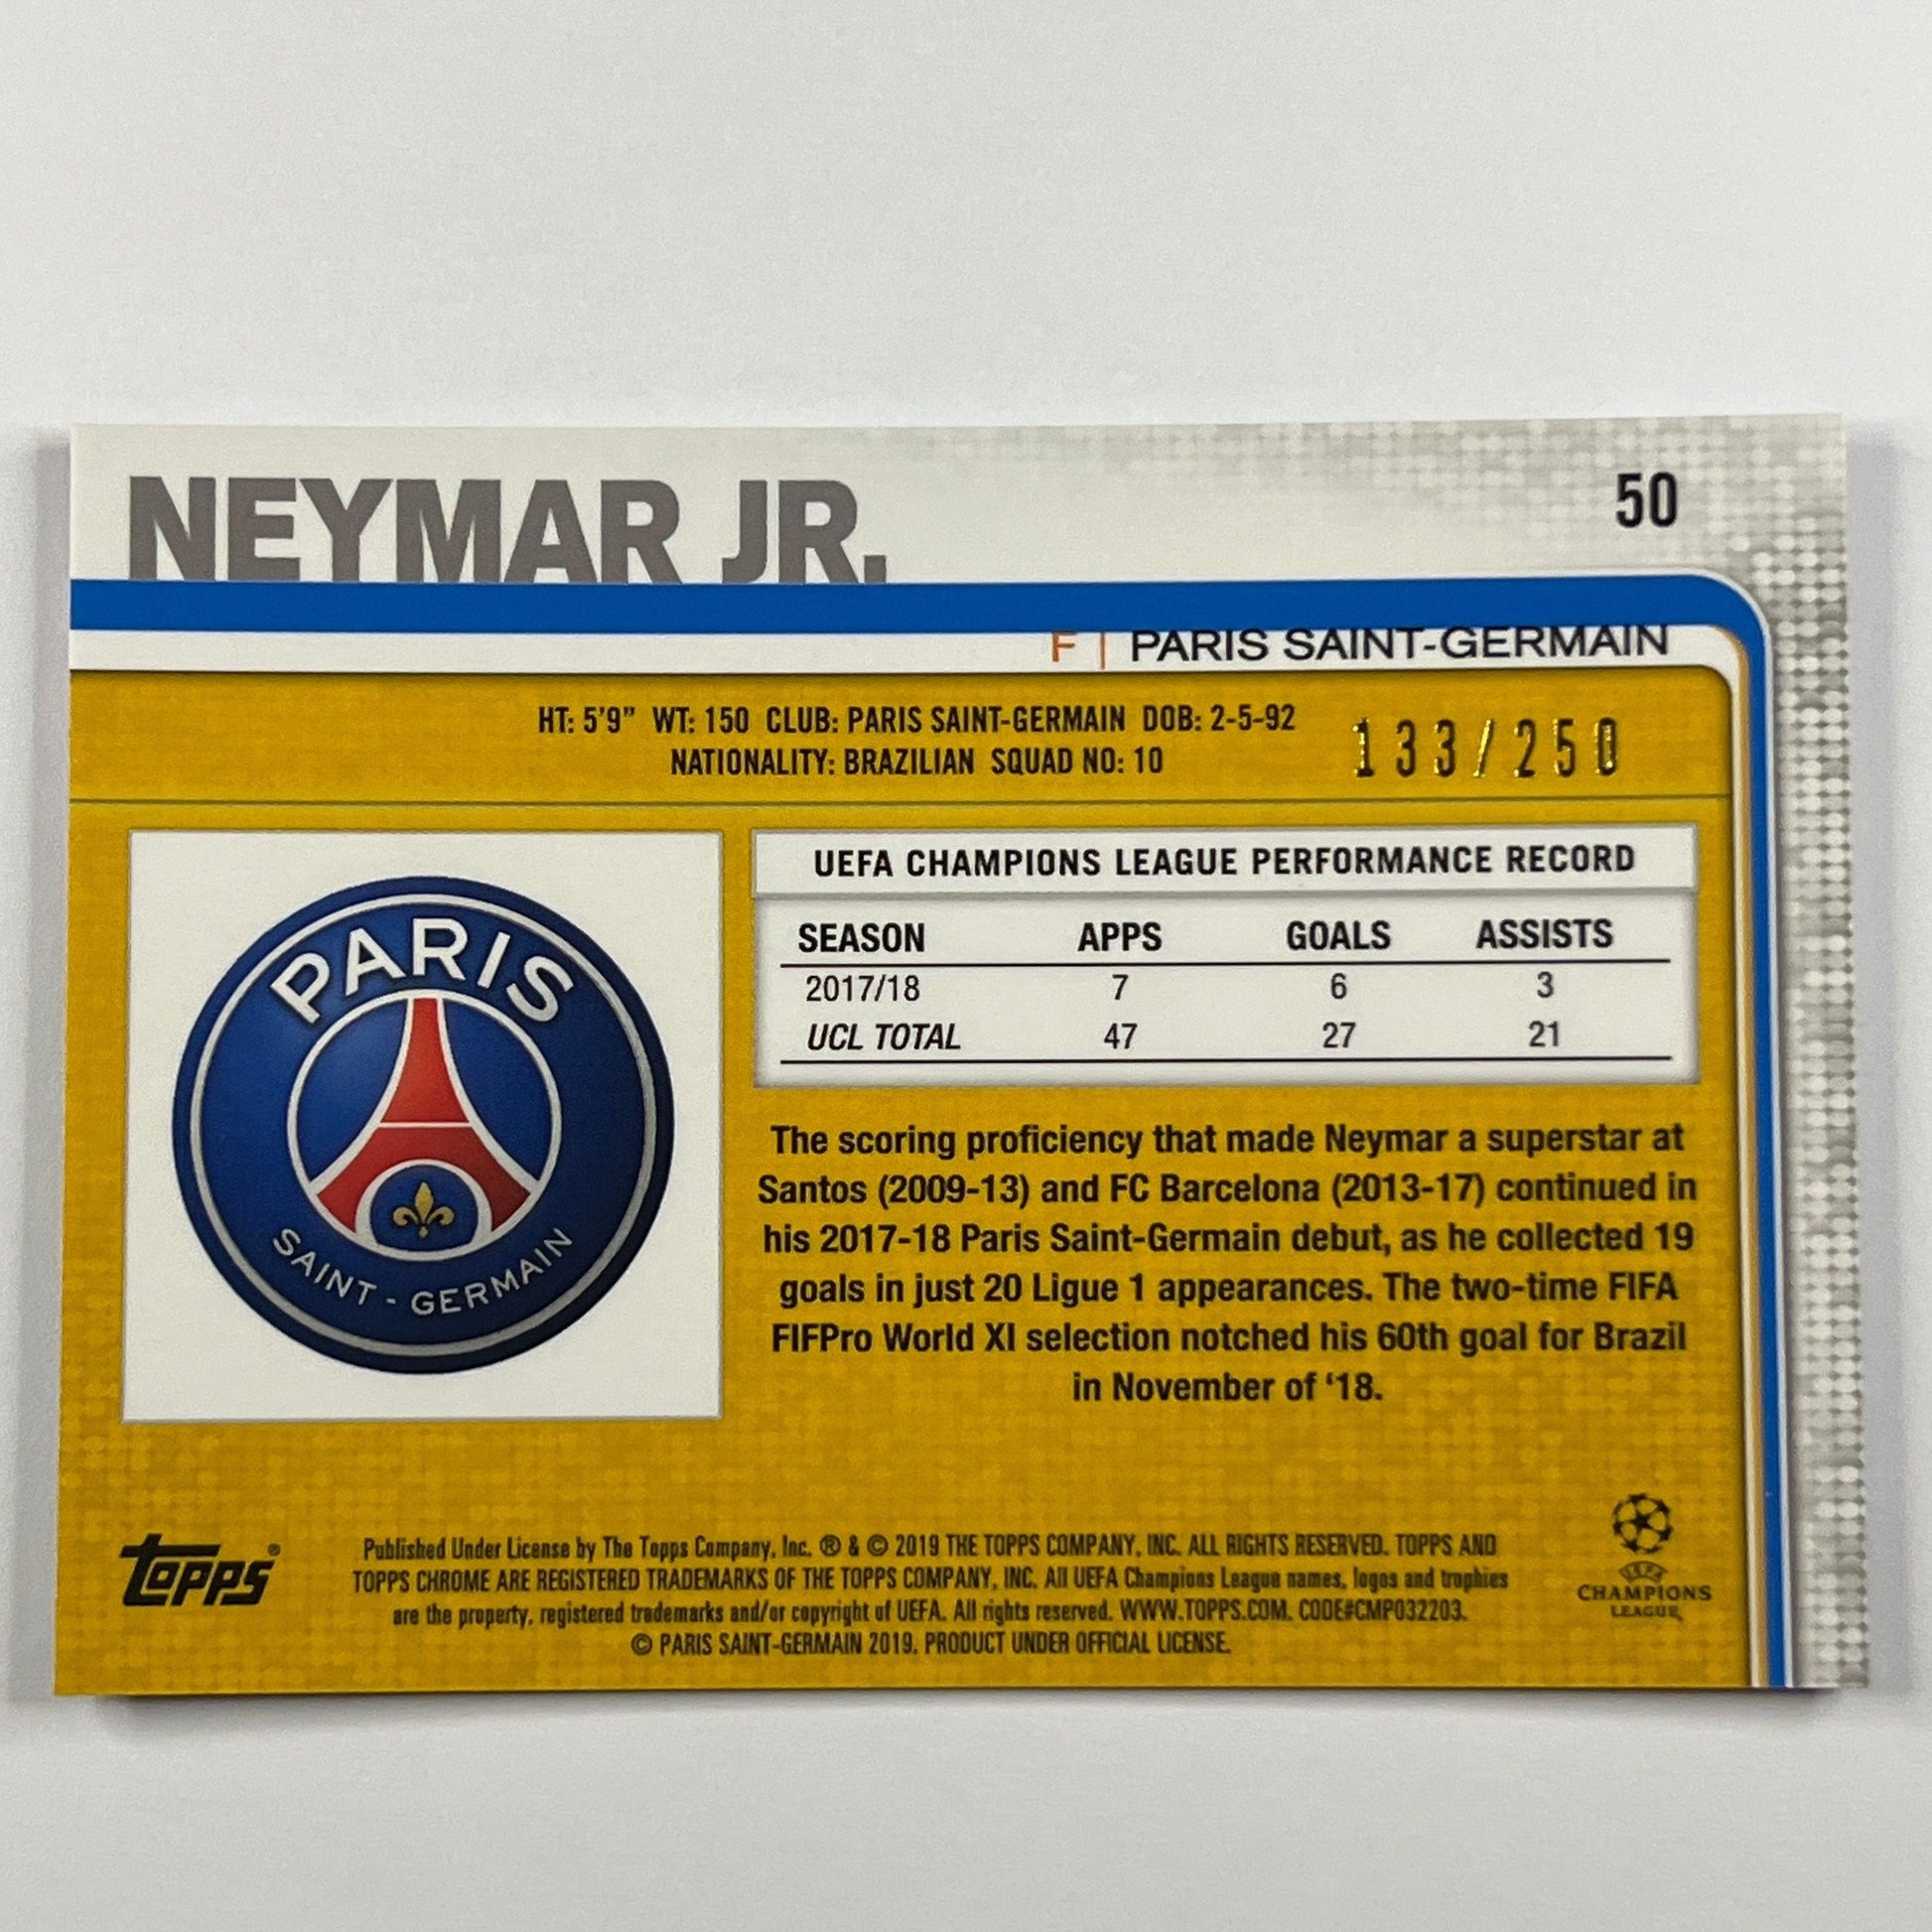 NEYMAR JR.
50
F | PARIS SAINT-GERMAIN
HT: 5'9” WT: 150 CLUB: PARIS SAINT-GERMAIN DOB: 2-5-92
NATIONALITY: BRAZILIAN SQUAD NO: 10
133/250
PARIS
SAINT - GERMAIN
UEFA CHAMPIONS LEAGUE PERFORMANCE RECORD
SEASON APPS GOALS ASSISTS
2017/18 7 6 3
UCL TOTAL 47 27 21
The scoring proficiency that made Neymar a superstar at
Santos (2009-13) and FC Barcelona (2013-17) continued in
his 2017-18 Paris Saint-Germain debut, as he collected 19
goals in just 20 Ligue 1 appearances. The two-time FIFA
FIFPro World XI selection notched his 60th goal for Brazil
in November of ‘18.
Topps®
Published Under License by The Topps Company, Inc. ® & © 2019 THE TOPPS COMPANY, INC. ALL RIGHTS RESERVED. TOPPS AND
TOPPS CHROME ARE REGISTERED TRADEMARKS OF THE TOPPS COMPANY, INC. All UEFA Champions League names, logos and trophies
are the property, registered trademarks and/or copyright of UEFA. All rights reserved. WWW.TOPPS.COM. CODE#CMP032203.
© PARIS SAINT-GERMAIN 2019. PRODUCT UNDER OFFICIAL LICENSE.
UEFA
CHAMPIONS
LEAGUE